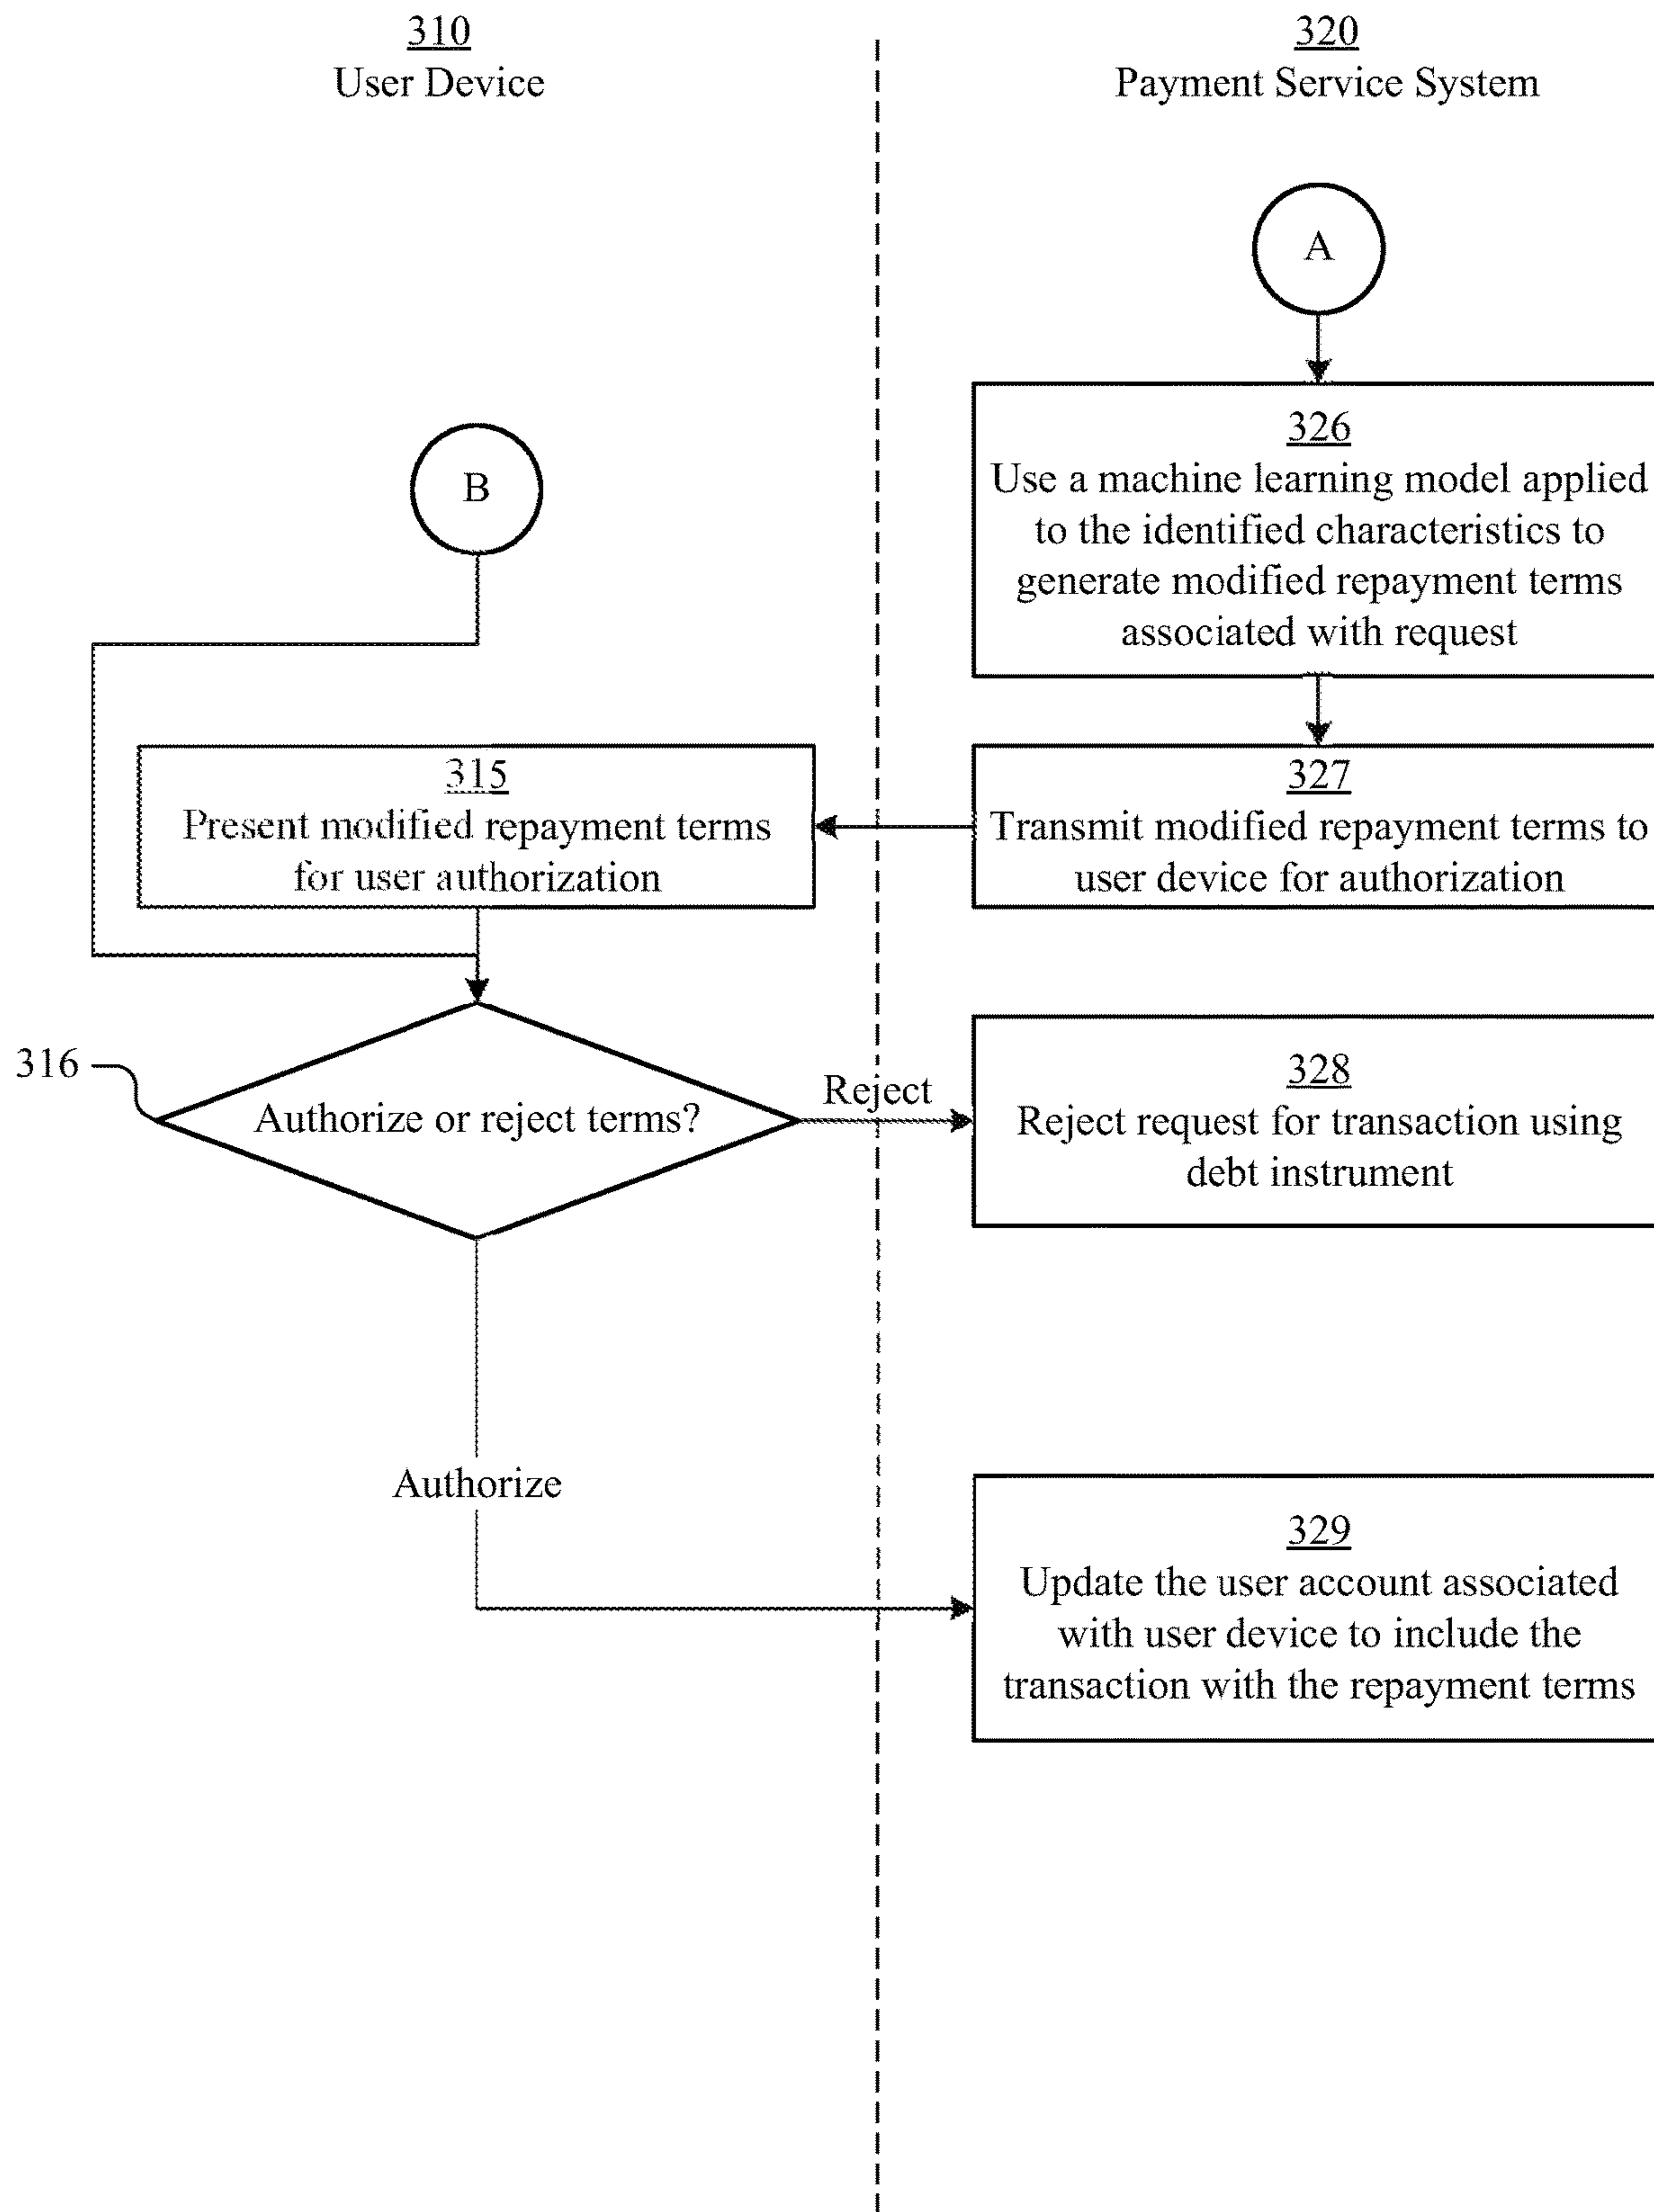 310
User Device
320
Payment Service System
A
326
Use a machine learning model applied
to the identified characteristics to
generate modified repayment terms
associated with request
B
315
Present modified repayment terms
for user authorization
327
Transmit modified repayment terms to
user device for authorization
316
Authorize or reject terms?
Reject
328
Reject request for transaction using
debt instrument
Authorize
329
Update the user account associated
with user device to include the
transaction with the repayment terms